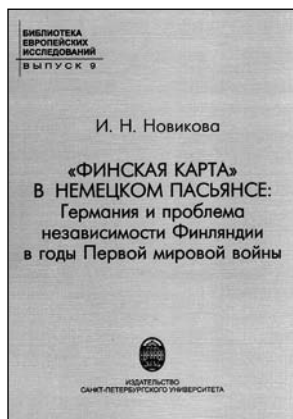 БИБЛИОТЕКА
ЕВРОПЕЙСКИХ
ИССЛЕДОВАНИЙ
ВЫПУСК 9
И. Н. Новикова
«ФИНСКАЯ КАРТА»
В НЕМЕЦКОМ ПАСЬЯНСЕ:
Германия и проблема
независимости Финляндии
в годы Первой мировой войны
ИЗДАТЕЛЬСТВО
САНКТ-ПЕТЕРБУРГСКОГО УНИВЕРСИТЕТА